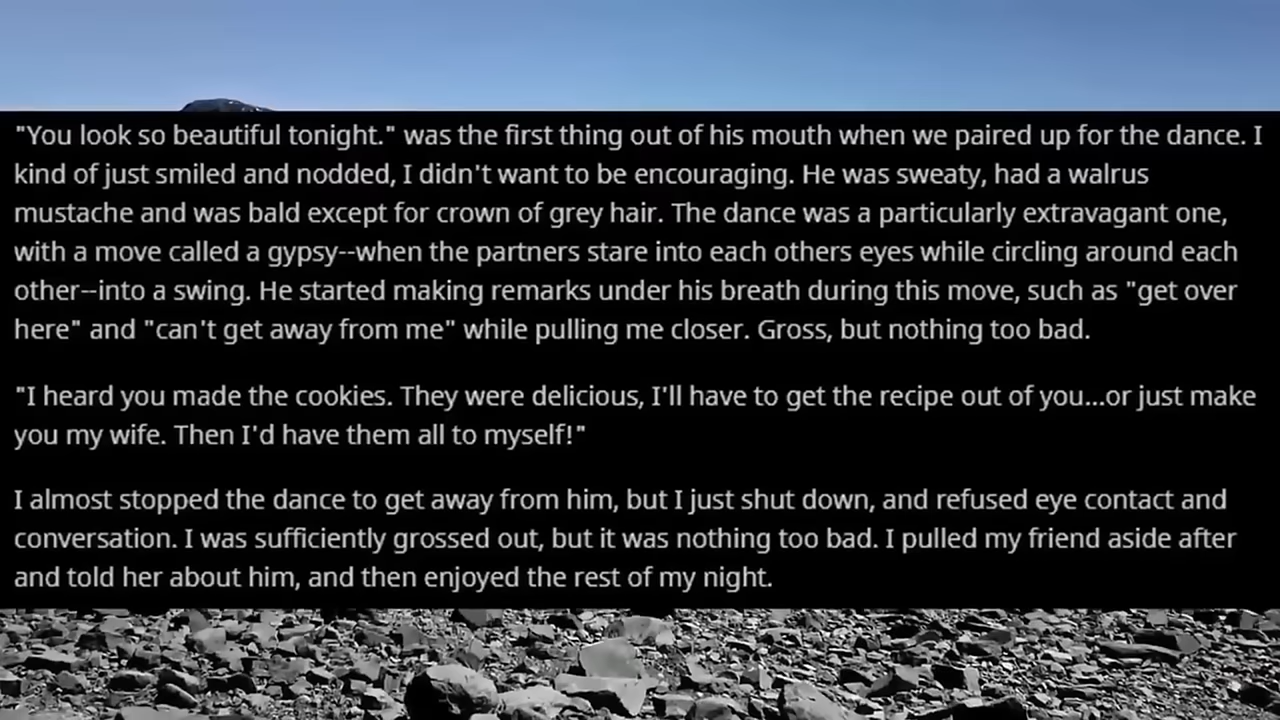 "You look so beautiful tonight." was the first thing out of his mouth when we paired up for the dance. I
kind of just smiled and nodded, I didn't want to be encouraging. He was sweaty, had a walrus
mustache and was bald except for crown of grey hair. The dance was a particularly extravagant one,
with a move called a gypsy--when the partners stare into each others eyes while circling around each
other--into a swing. He started making remarks under his breath during this move, such as "get over
here" and "can't get away from me" while pulling me closer. Gross, but nothing too bad.
"I heard you made the cookies. They were delicious, I'll have to get the recipe out of you...or just make
you my wife. Then I'd have them all to myself!"
I almost stopped the dance to get away from him, but I just shut down, and refused eye contact and
conversation. I was sufficiently grossed out, but it was nothing too bad. I pulled my friend aside after
and told her about him, and then enjoyed the rest of my night.